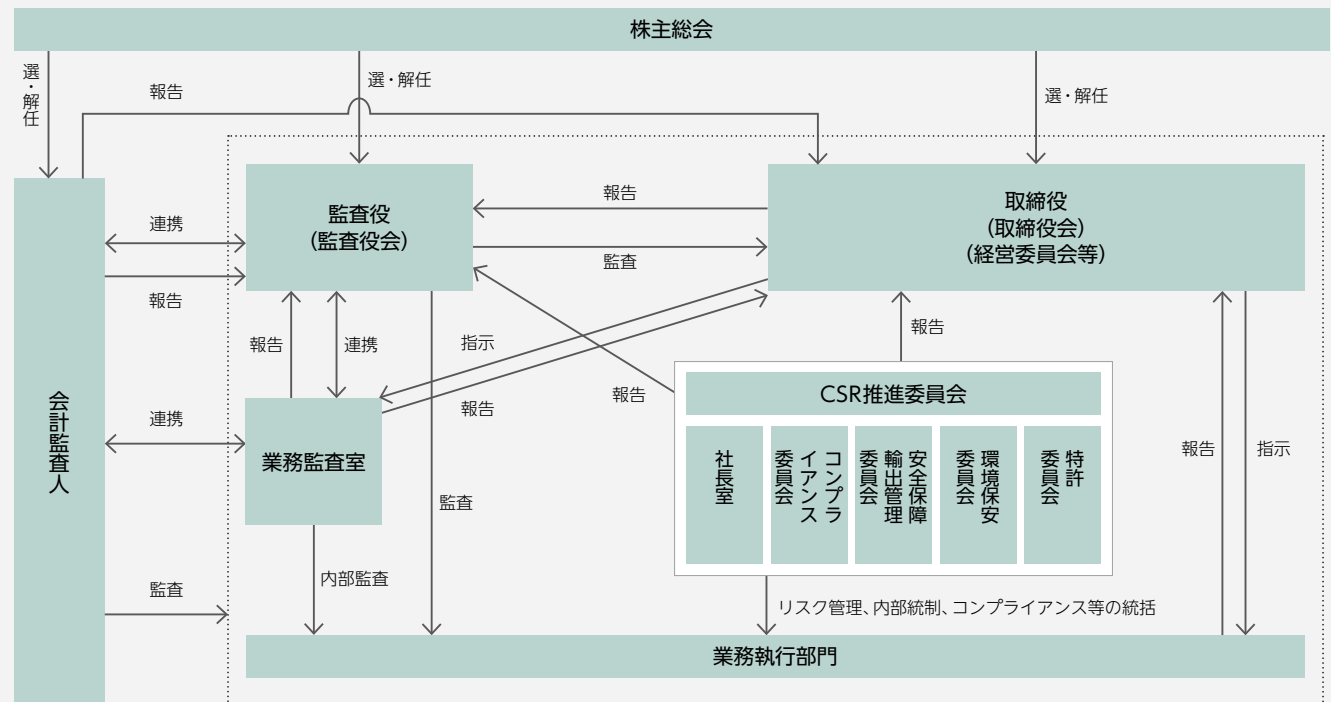 株主総会
選・解任
選・解任
選・解任
報告
監査役
(監査役会)
取締役
(取締役会)
(経営委員会等)
報告
監査
連携
報告
報告
連携
指示
報告
報告
報告
会計監査人
連携
業務監査室
CSR推進委員会
社長室
コンプラ
イアンス
委員会
安全保障
輸出管理
委員会
環境保安
委員会
特許
委員会
報告
指示
監査
内部監査
監査
リスク管理、内部統制、コンプライアンス等の統括
業務執行部門